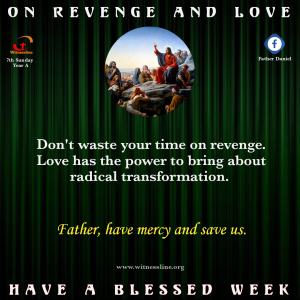 ON REVENGE AND LOVE
Witnessline
7th Sunday
Year A
f
Father Daniel
Don't waste your time on revenge.
Love has the power to bring about
radical transformation.
Father, have mercy and save us.
www.witnessline.org
HAVE A BLESSED WEEK